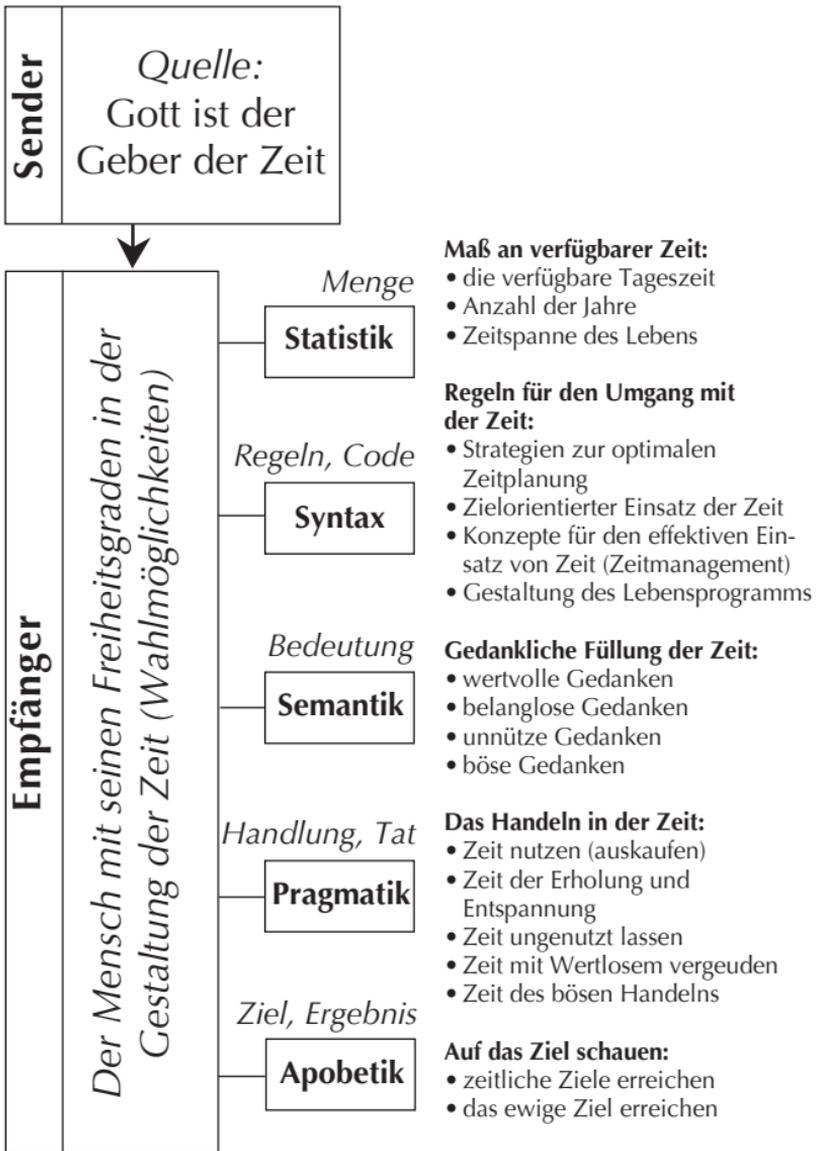 Sender
Quelle:
Gott ist der
Geber der Zeit
Empfänger
Der Mensch mit seinen Freiheitsgraden in der
Gestaltung der Zeit (Wahlmöglichkeiten)
Menge
Statistik
Maß an verfügbarer Zeit:
• die verfügbare Tageszeit
• Anzahl der Jahre
• Zeitspanne des Lebens
Regeln, Code
Syntax
Regeln für den Umgang mit
der Zeit:
• Strategien zur optimalen
Zeitplanung
• Zielorientierter Einsatz der Zeit
• Konzepte für den effektiven Ein-
satz von Zeit (Zeitmanagement)
• Gestaltung des Lebensprogramms
Bedeutung
Semantik
Gedankliche Füllung der Zeit:
• wertvolle Gedanken
• belanglose Gedanken
• unnütze Gedanken
• böse Gedanken
Handlung, Tat
Pragmatik
Das Handeln in der Zeit:
• Zeit nutzen (auskaufen)
• Zeit der Erholung und
Entspannung
• Zeit ungenutzt lassen
• Zeit mit Wertlosem vergeuden
• Zeit des bösen Handelns
Ziel, Ergebnis
Apobetik
Auf das Ziel schauen:
• zeitliche Ziele erreichen
• das ewige Ziel erreichen